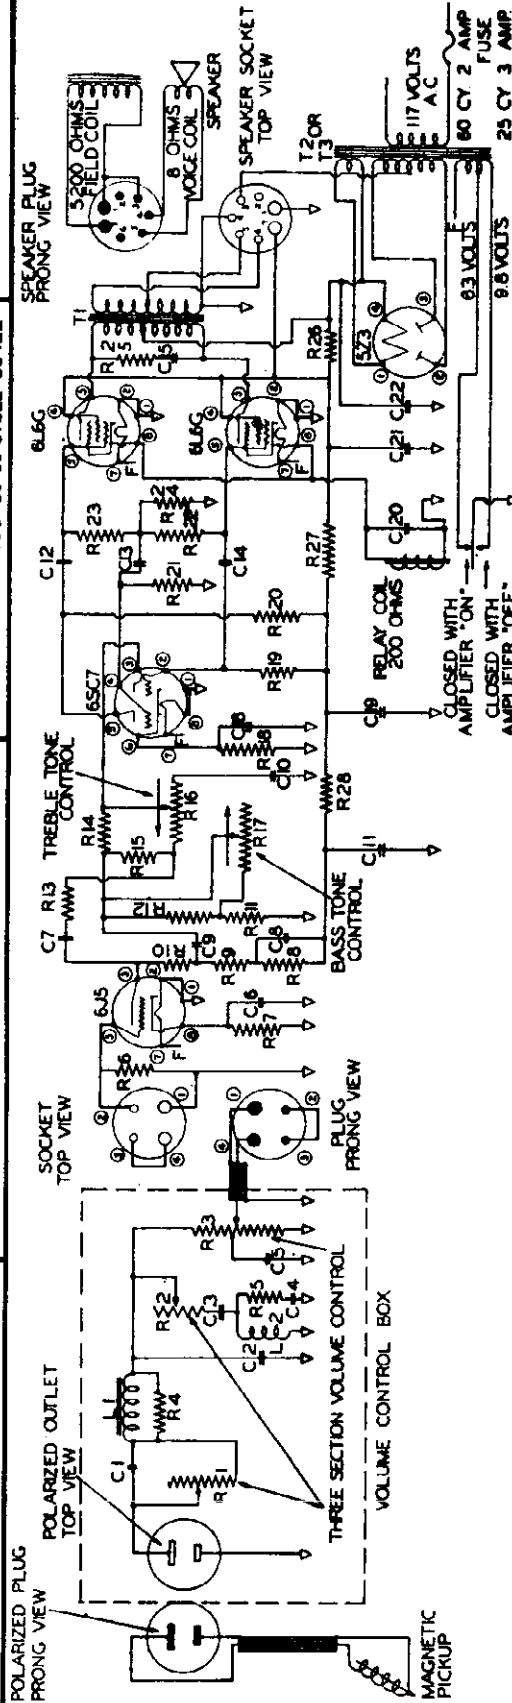 POLARIZED PLUG
PRONG VIEW
POLARIZED OUTLET
TOP VIEW
MAGNETIC
PICKUP
C1
L1
R4
R1
R2
C3
C2
L2
R5
C4
R3
C5
THREE SECTION VOLUME CONTROL
VOLUME CONTROL BOX
SOCKET
TOP VIEW
PLUG
PRONG VIEW
R6
6J5
F
R7
C6
C7
R13
R10
C9
R9
R8
C8
R12
R11
R14
R15
R16
R17
TREBLE TONE
CONTROL
BASS TONE
CONTROL
C10
C11
R28
6SC7
F
R18
C18
R19
R20
C19
C12
R23
C13
R21
R22
R24
C14
R27
6L6G
F
6L6G
F
R25
C15
T1
R26
RELAY COIL
200 OHMS
C20
C21
C22
5Z3
CLOSED WITH
AMPLIFIER "ON"
CLOSED WITH
AMPLIFIER "OFF"
SPEAKER PLUG
PRONG VIEW
5200 OHMS
FIELD COIL
8 OHMS
VOICE COIL
SPEAKER
SPEAKER SOCKET
TOP VIEW
T2 OR
T3
117 VOLTS
A.C.
60 CY 2 AMP
FUSE
25 CY 3 AMP
F
6.3 VOLTS
9.8 VOLTS